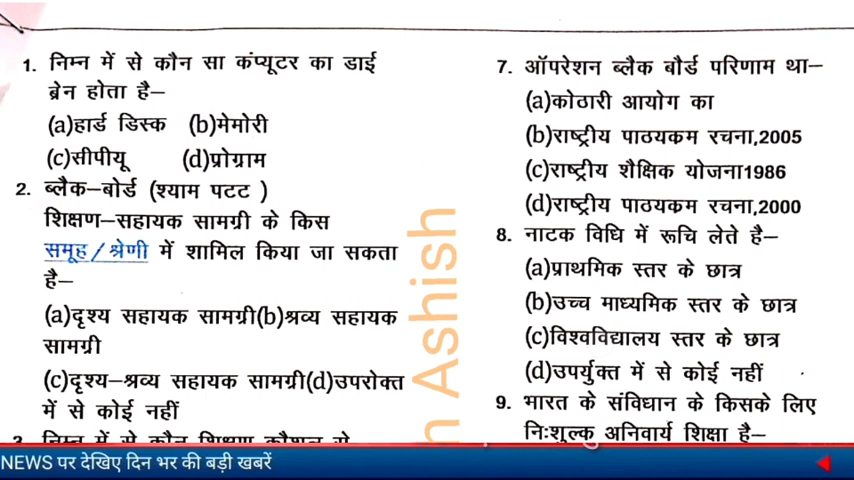 1. निम्न में से कौन सा कंप्यूटर का डाई
ब्रेन होता है–
(a)हार्ड डिस्क (b)मेमोरी
(c)सीपीयू (d)प्रोग्राम
2. ब्लैक–बोर्ड (श्याम पटट )
शिक्षण–सहायक सामग्री के किस
समूह/श्रेणी में शामिल किया जा सकता
है–
(a)दृश्य सहायक सामग्री(b)श्रव्य सहायक
सामग्री
(c)दृश्य–श्रव्य सहायक सामग्री(d)उपरोक्त
में से कोई नहीं
3. निम्न में से कौन शिक्षण कौशल से
7. ऑपरेशन ब्लैक बौर्ड परिणाम था–
(a)कोठारी आयोग का
(b)राष्ट्रीय पाठयकम रचना,2005
(c)राष्ट्रीय शैक्षिक योजना1986
(d)राष्ट्रीय पाठयकम रचना,2000
8. नाटक विधि में रूचि लेते है–
(a)प्राथमिक स्तर के छात्र
(b)उच्च माध्यमिक स्तर के छात्र
(c)विश्वविद्यालय स्तर के छात्र
(d)उपर्युक्त में से कोई नहीं
9. भारत के संविधान के किसके लिए
निःशुल्क अनिवार्य शिक्षा है–
n Ashish
NEWS पर देखिए दिन भर की बड़ी खबरें